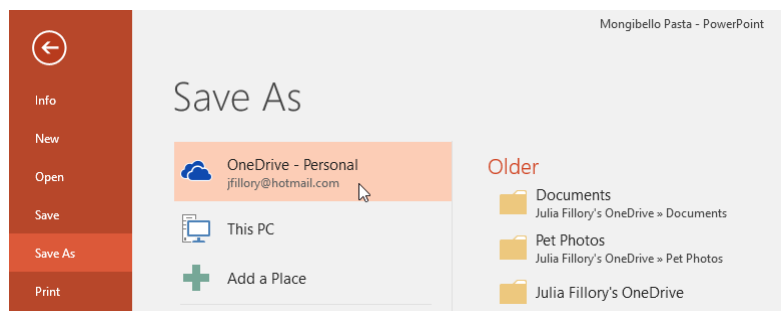 Mongibello Pasta - PowerPoint
Info
New
Open
Save
Save As
Print
Save As
OneDrive - Personal
jfillory@hotmail.com
This PC
Add a Place
Older
Documents
Julia Fillory's OneDrive » Documents
Pet Photos
Julia Fillory's OneDrive » Pet Photos
Julia Fillory's OneDrive